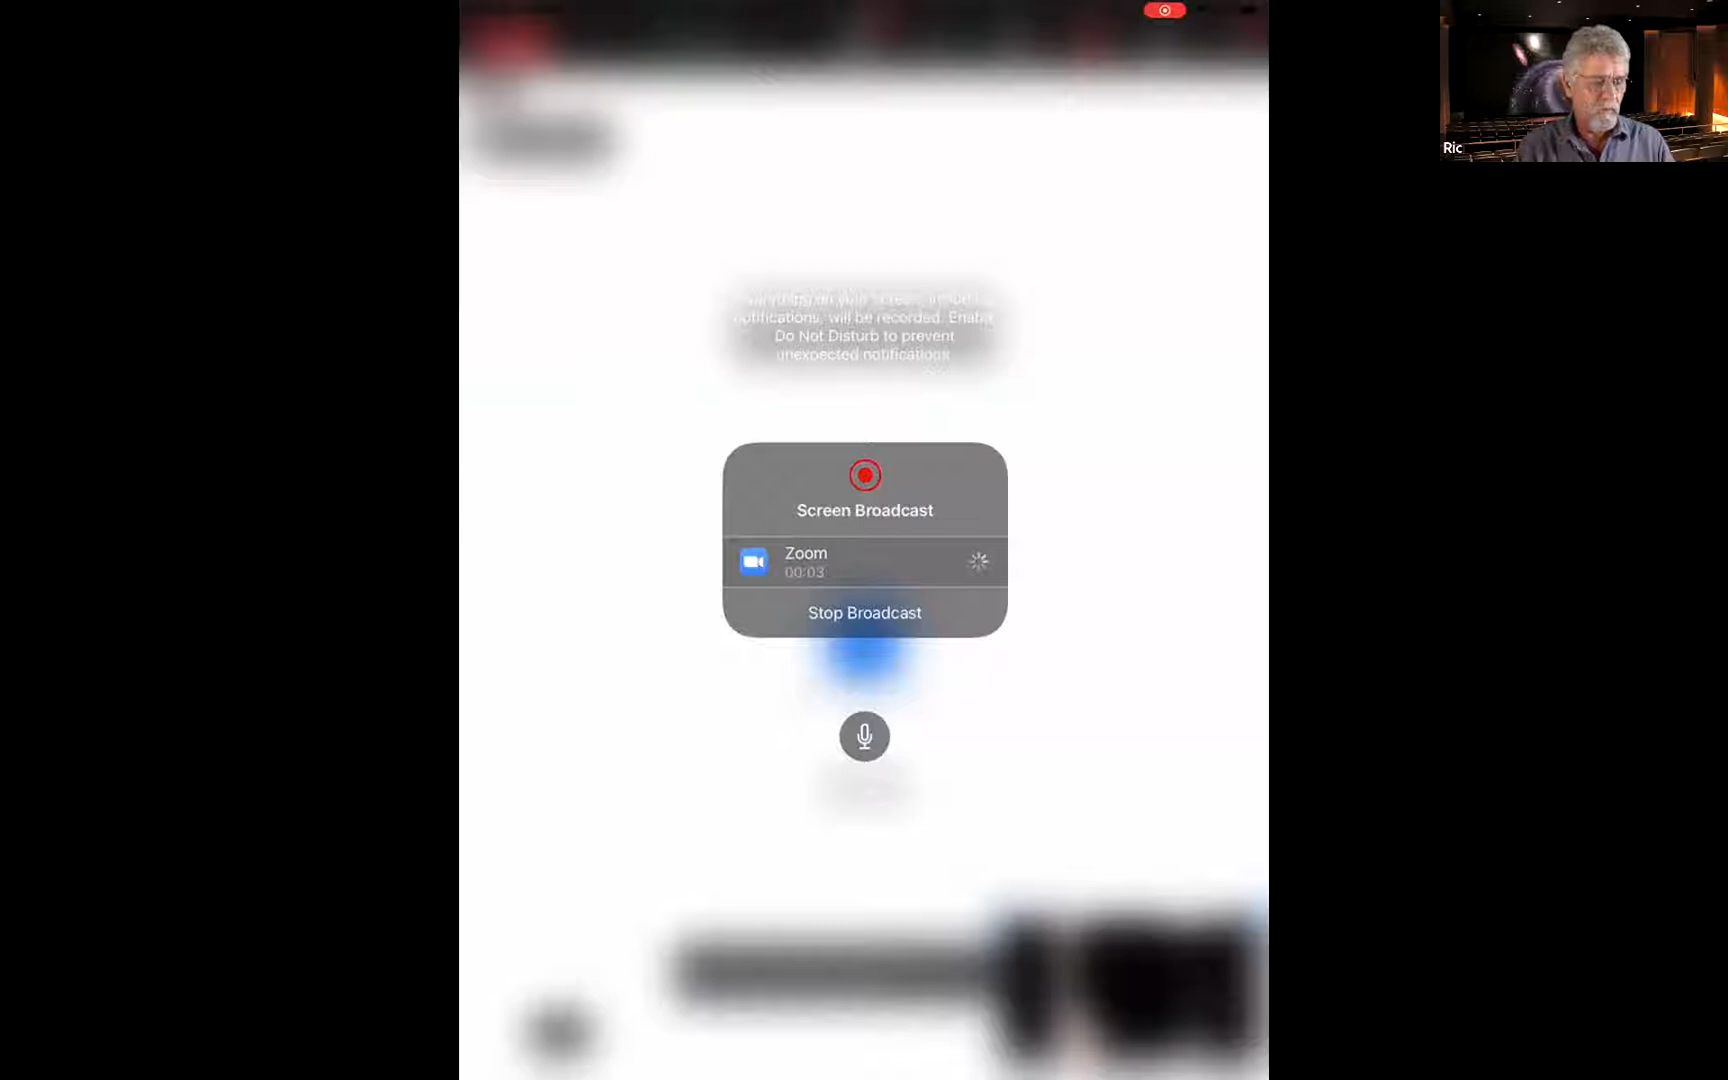 notifications, will be recorded. Enable
Do Not Disturb to prevent
unexpected notifications
Screen Broadcast
Zoom
00:03
Stop Broadcast
Ric